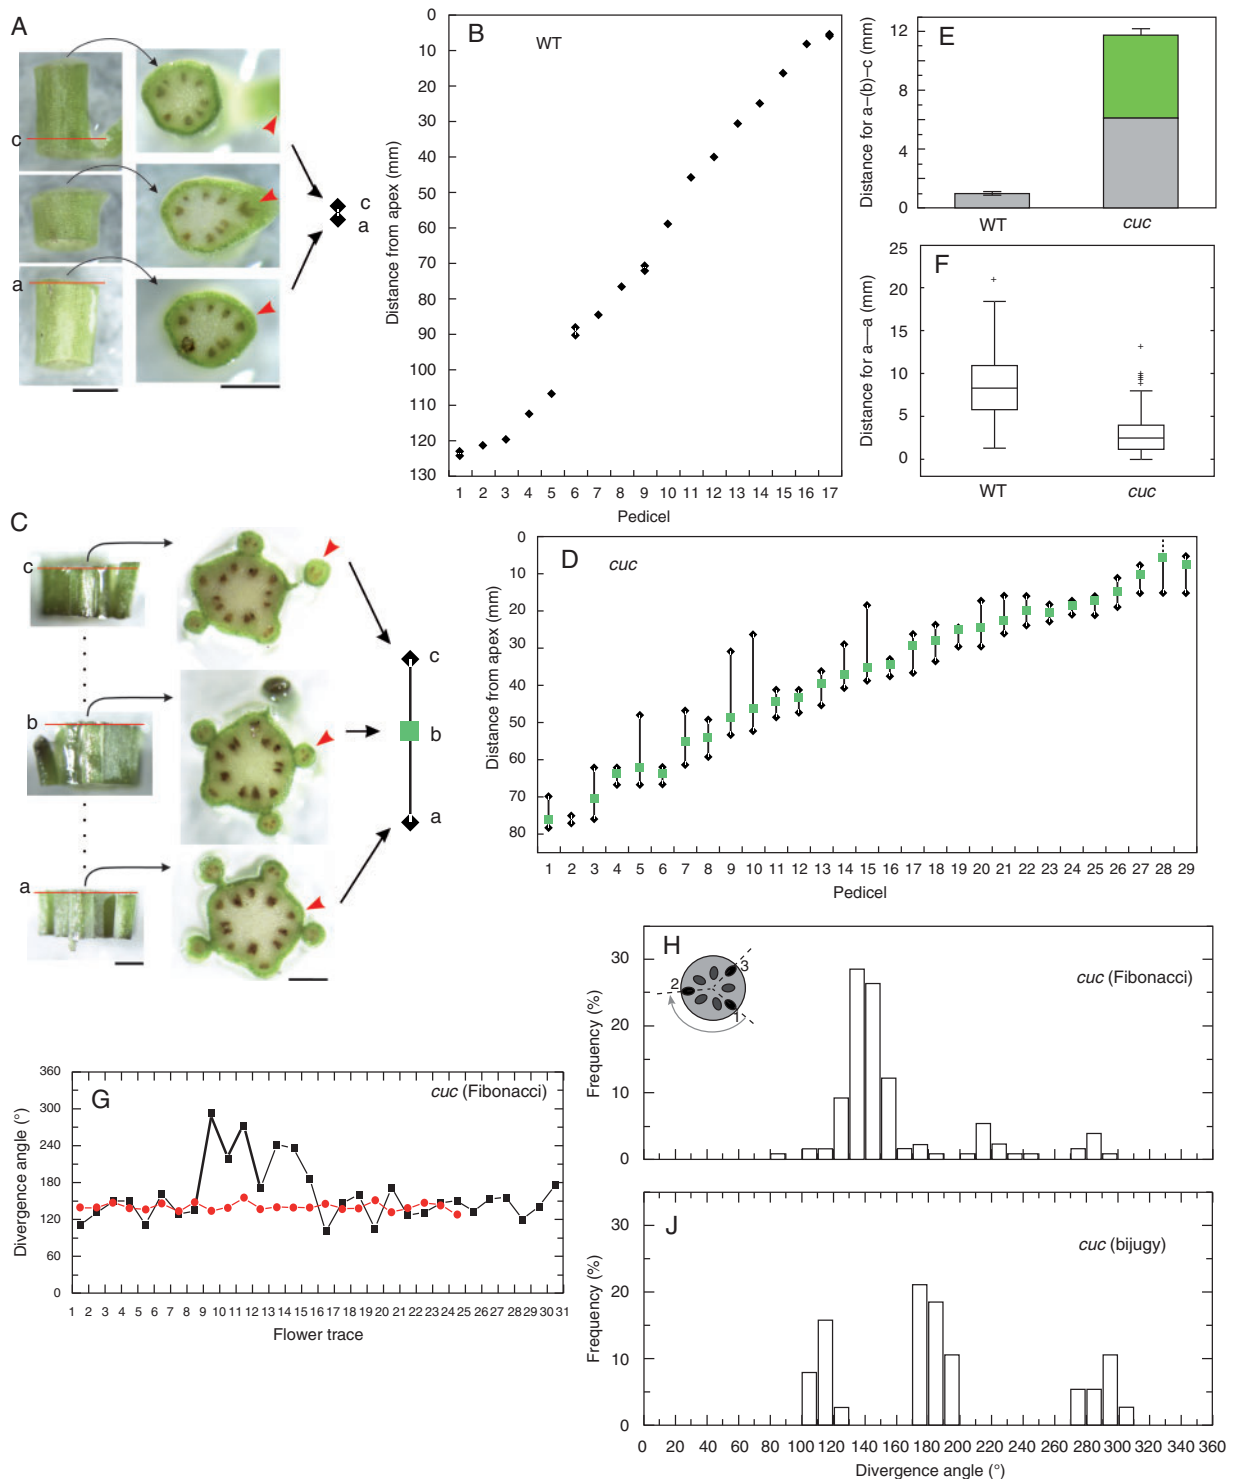 A
c
a
c
a
B
WT
0
10
20
30
40
50
60
70
80
90
100
110
120
130
Distance from apex (mm)
1 2 3 4 5 6 7 8 9 10 11 12 13 14 15 16 17
Pedicel
E
12
8
4
0
Distance for a–(b)–c (mm)
WT cuc
F
25
20
15
10
5
0
Distance for a—a (mm)
WT cuc
C
c
b
a
c
b
a
D
cuc
0
10
20
30
40
50
60
70
80
Distance from apex (mm)
1 2 3 4 5 6 7 8 9 10 11 12 13 14 15 16 17 18 19 20 21 22 23 24 25 26 27 28 29
Pedicel
G
cuc (Fibonacci)
360
300
240
180
120
60
0
Divergence angle (°)
1 2 3 4 5 6 7 8 9 10 11 12 13 14 15 16 17 18 19 20 21 22 23 24 25 26 27 28 29 30 31
Flower trace
H
cuc (Fibonacci)
1
2
3
30
20
10
0
Frequency (%)
J
cuc (bijugy)
30
20
10
0
Frequency (%)
0 20 40 60 80 100 120 140 160 180 200 220 240 260 280 300 320 340 360
Divergence angle (°)